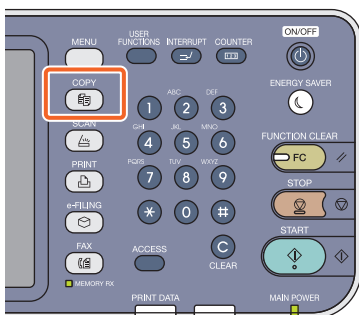 ON/OFF
USER
MENU FUNCTIONS INTERRUPT COUNTER
COPY
ENERGY SAVER
ABC DEF
1 2 3
SCAN
GHI JKL MNO
FUNCTION CLEAR
4 5 6
FC
PRINT
PQRS TUV WXYZ
7 8 9
STOP
e-FILING
* 0 #
START
FAX
ACCESS
C
CLEAR
MEMORY RX
PRINT DATA
MAIN POWER